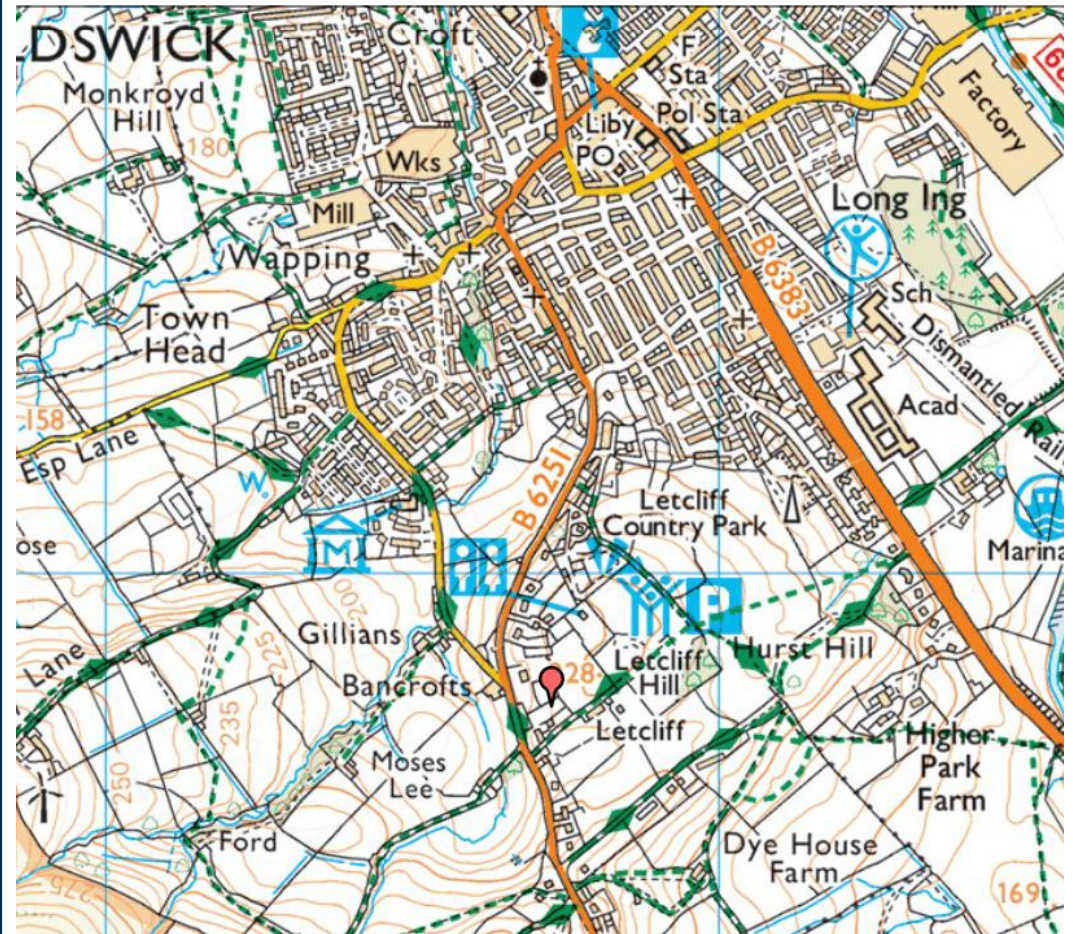 LDSWICK
Croft
F
Sta
Monkroyd
Hill
180
Wks
Liby
Pol Sta
PO
Factory
Mill
Long Ing
Wapping
B 6383
Sch
Town
Head
Dismantled
Acad
Rail
158
Esp Lane
W.
B 6251
Letcliff
Country Park
M
ose
Marina
200
P
Gillians
225
Hurst Hill
Lane
Letcliff
Hill
28
Bancrofts
235
Letcliff
Higher
Park
Farm
Moses
Lee
250
Ford
Dye House
Farm
275
169